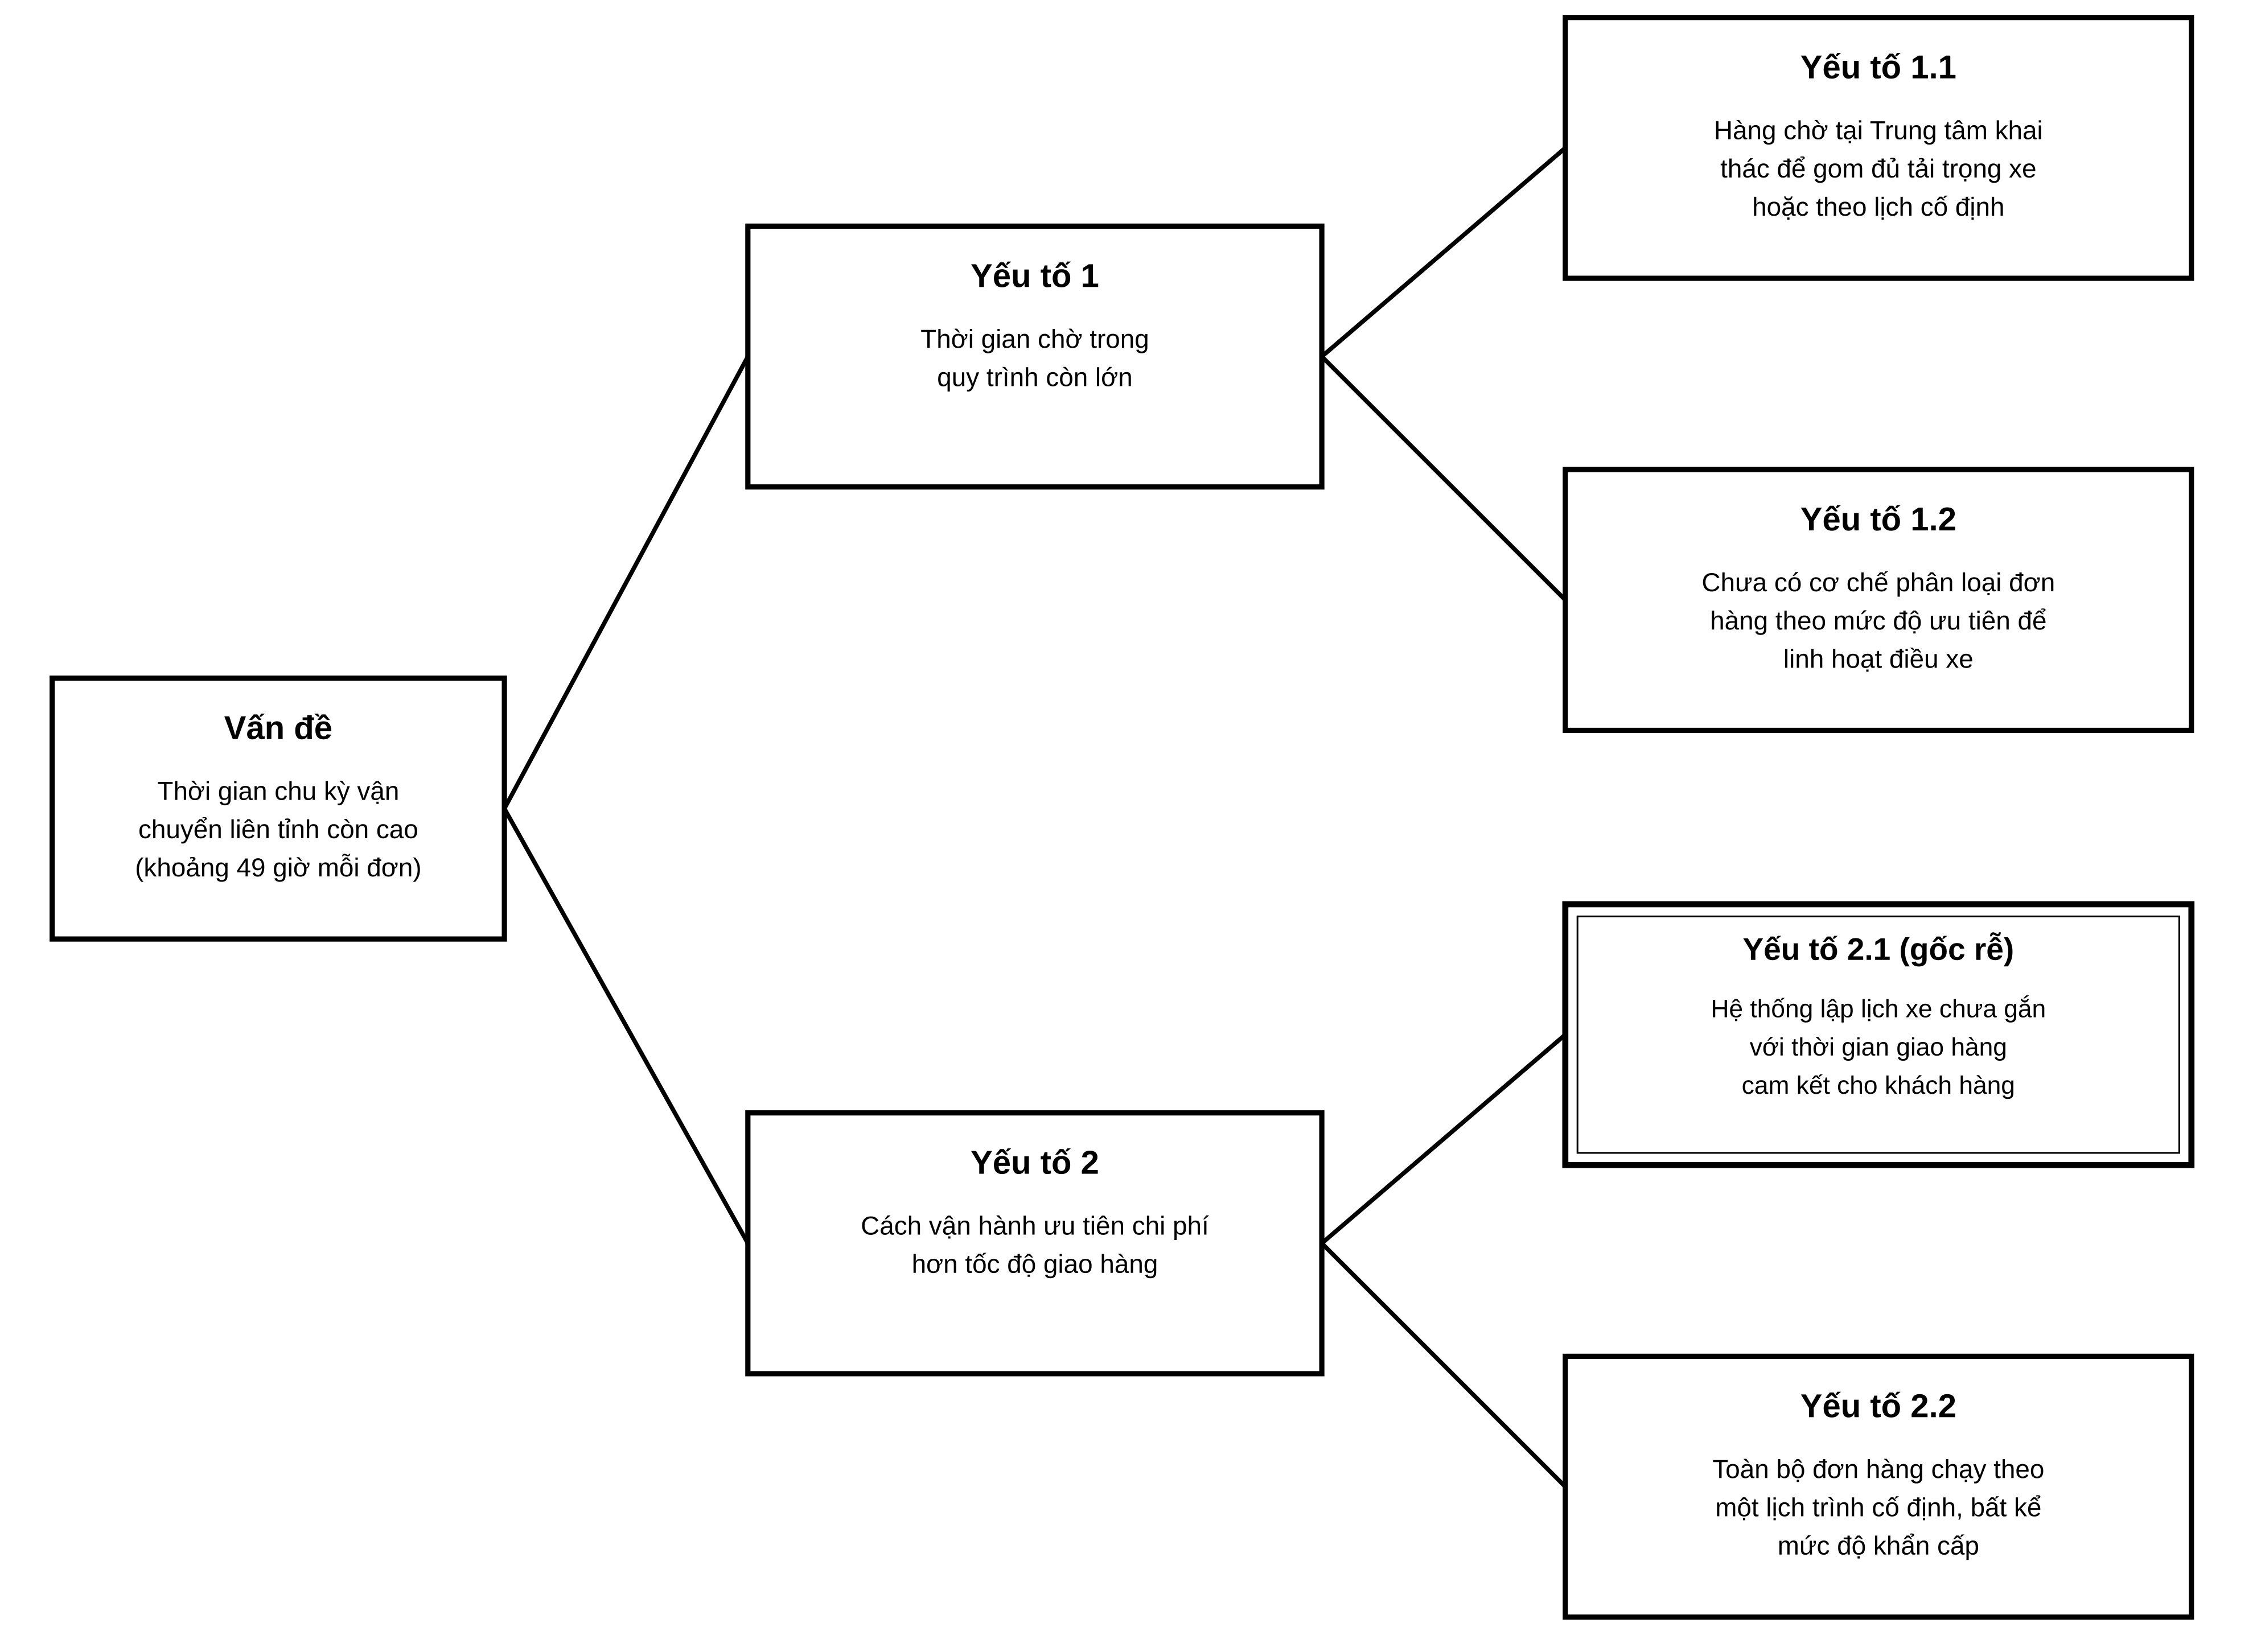 Vấn đề
Thời gian chu kỳ vận
chuyển liên tỉnh còn cao
(khoảng 49 giờ mỗi đơn)
Yếu tố 1
Thời gian chờ trong
quy trình còn lớn
Yếu tố 1.1
Hàng chờ tại Trung tâm khai
thác để gom đủ tải trọng xe
hoặc theo lịch cố định
Yếu tố 1.2
Chưa có cơ chế phân loại đơn
hàng theo mức độ ưu tiên để
linh hoạt điều xe
Yếu tố 2
Cách vận hành ưu tiên chi phí
hơn tốc độ giao hàng
Yếu tố 2.1 (gốc rễ)
Hệ thống lập lịch xe chưa gắn
với thời gian giao hàng
cam kết cho khách hàng
Yếu tố 2.2
Toàn bộ đơn hàng chạy theo
một lịch trình cố định, bất kể
mức độ khẩn cấp